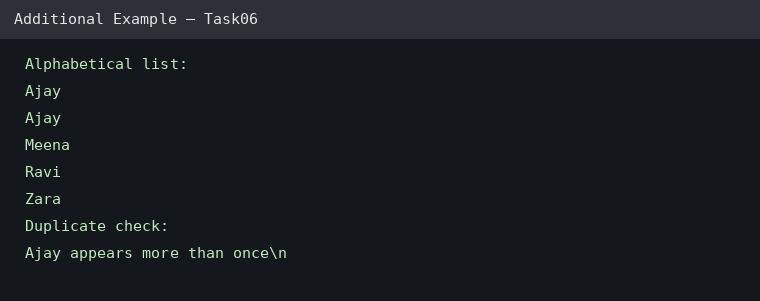 Additional Example — Task06
Alphabetical list:
Ajay
Ajay
Meena
Ravi
Zara
Duplicate check:
Ajay appears more than once\n